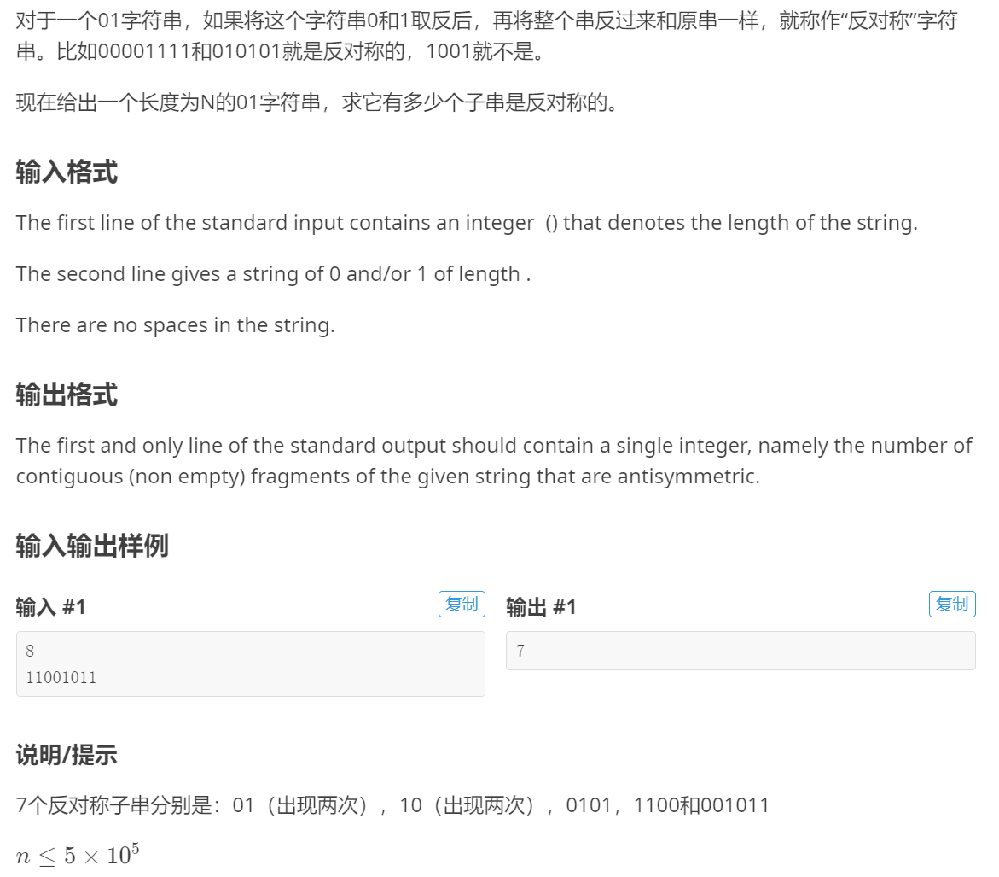 对于一个01字符串，如果将这个字符串0和1取反后，再将整个串反过来和原串一样，就称作“反对称”字符
串。比如00001111和010101就是反对称的，1001就不是。
现在给出一个长度为N的01字符串，求它有多少个子串是反对称的。
输入格式
The first line of the standard input contains an integer () that denotes the length of the string.
The second line gives a string of 0 and/or 1 of length .
There are no spaces in the string.
输出格式
The first and only line of the standard output should contain a single integer, namely the number of
contiguous (non empty) fragments of the given string that are antisymmetric.
输入输出样例
输入 #1 复制
8
11001011
输出 #1 复制
7
说明/提示
7个反对称子串分别是：01（出现两次），10（出现两次），0101，1100和001011
n ≤ 5 × 10⁵